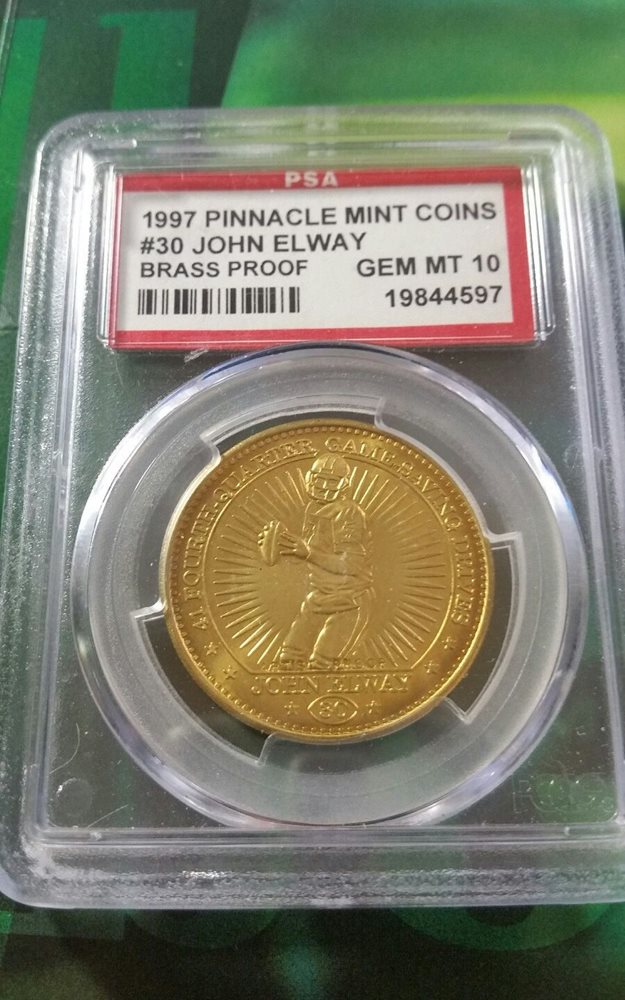 PSA
1997 PINNACLE MINT COINS
#30 JOHN ELWAY
BRASS PROOF GEM MT 10
19844597
41 FOURTH-QUARTER GAME-SAVING DRIVES
JOHN ELWAY
30